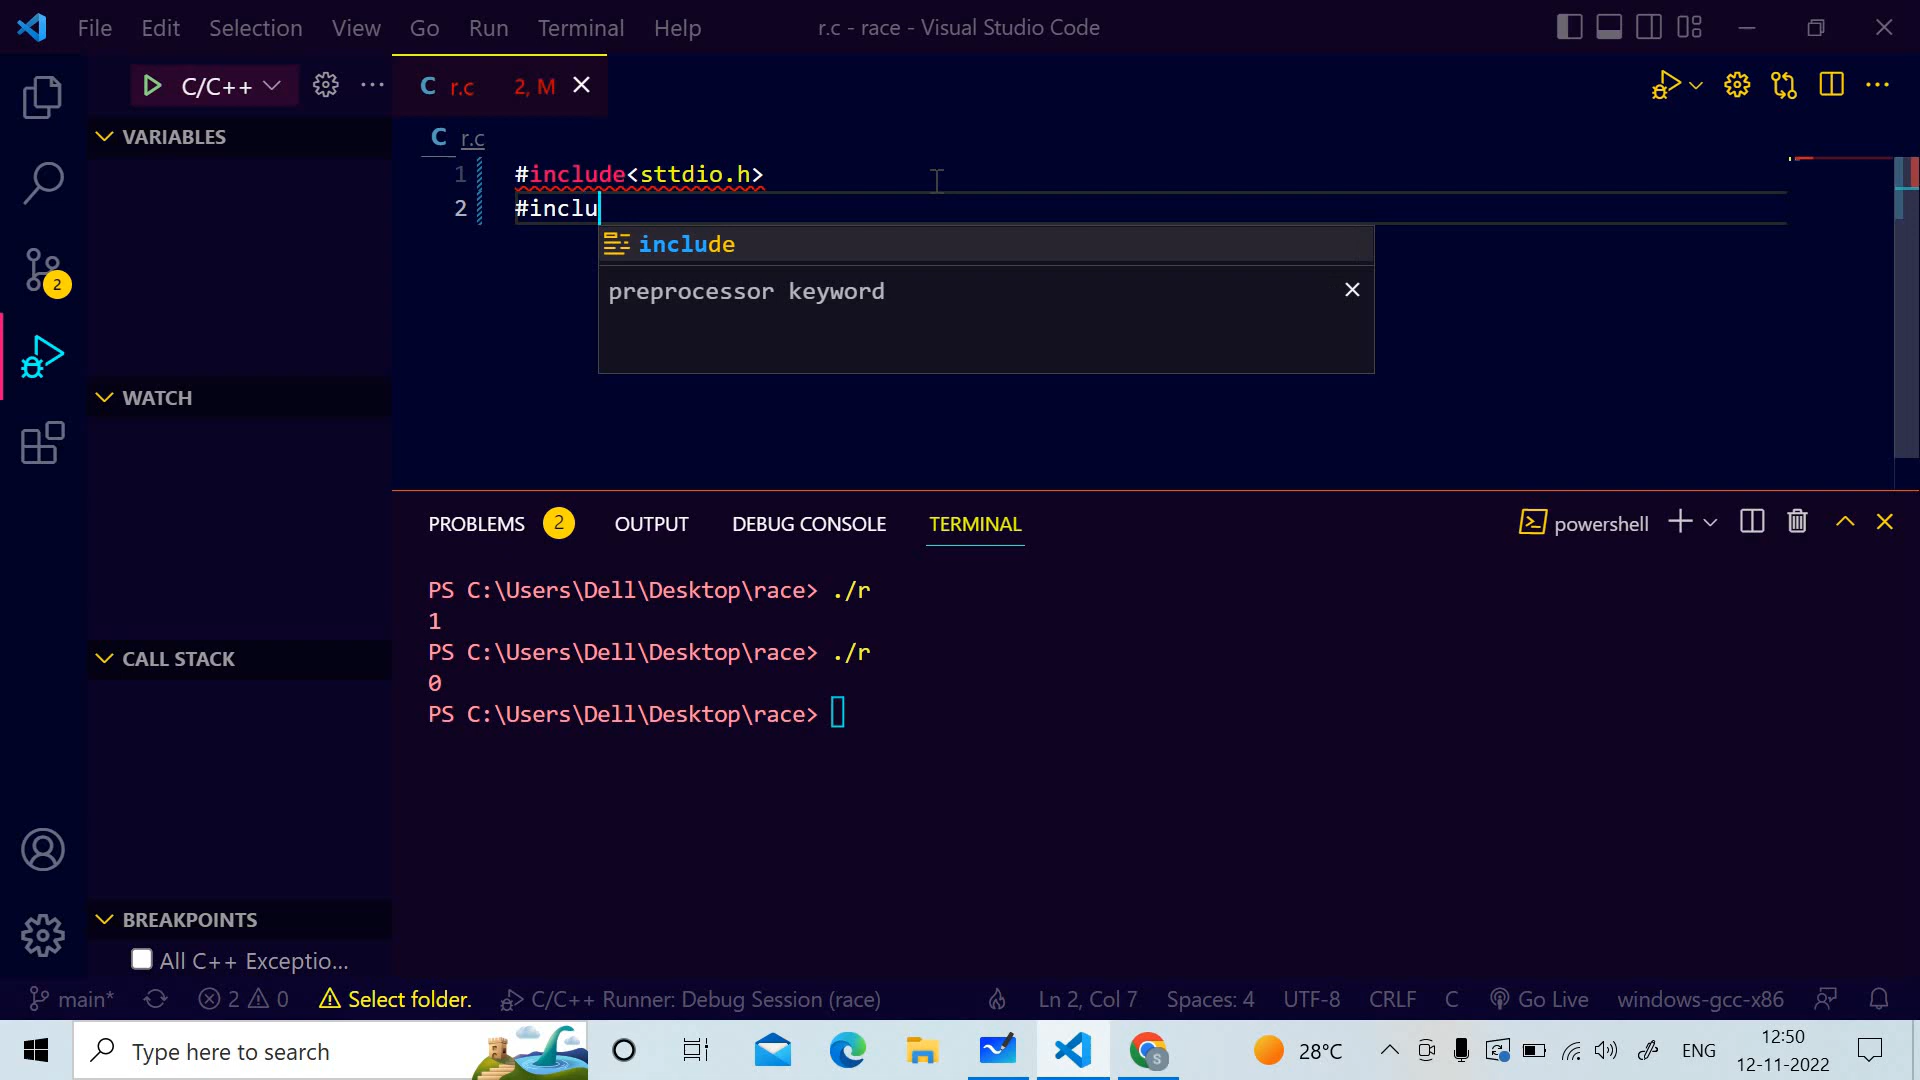 File Edit Selection View Go Run Terminal Help r.c - race - Visual Studio Code
C/C++ C r.c 2, M
VARIABLES
C r.c
1 #include<sttdio.h>
2 #inclu
include
preprocessor keyword
2
WATCH
PROBLEMS 2 OUTPUT DEBUG CONSOLE TERMINAL powershell
PS C:\Users\Dell\Desktop\race> ./r
1
PS C:\Users\Dell\Desktop\race> ./r
0
PS C:\Users\Dell\Desktop\race>
CALL STACK
BREAKPOINTS
All C++ Exceptio...
main* 2 0 Select folder. C/C++ Runner: Debug Session (race) Ln 2, Col 7 Spaces: 4 UTF-8 CRLF C Go Live windows-gcc-x86
Type here to search S 28°C ENG 12:50
12-11-2022